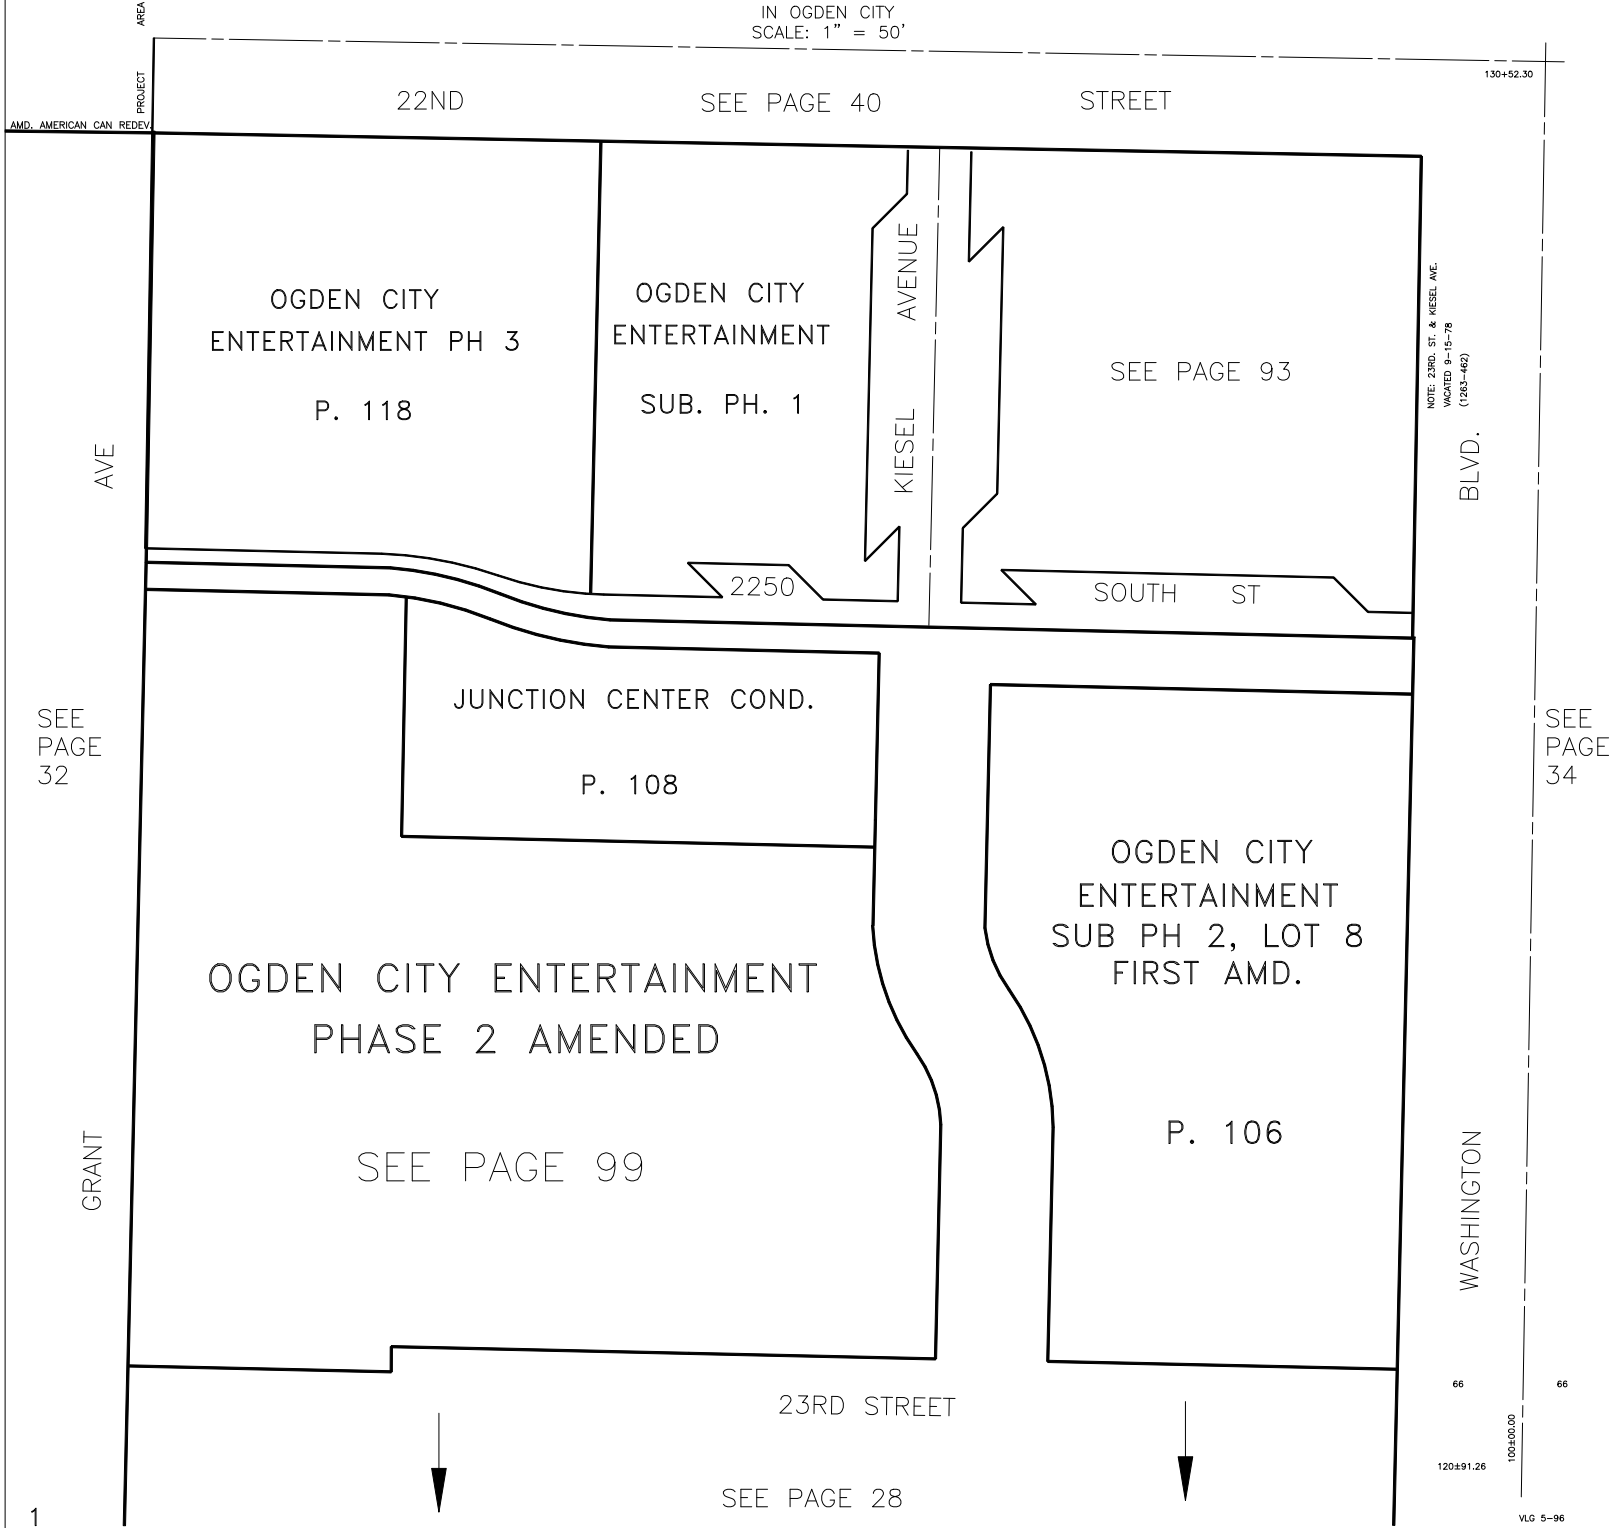 IN OGDEN CITY
SCALE: 1" = 50'
AREA
PROJECT
AMD. AMERICAN CAN REDEV.
22ND SEE PAGE 40 STREET
130+52.30
OGDEN CITY
ENTERTAINMENT PH 3
P. 118
OGDEN CITY
ENTERTAINMENT
SUB. PH. 1
KIESEL AVENUE
SEE PAGE 93
NOTE: 23RD. ST. & KIESEL AVE.
VACATED 9-15-78
(1263-462)
GRANT AVE
WASHINGTON BLVD.
2250 SOUTH ST
SEE
PAGE
32
JUNCTION CENTER COND.
P. 108
SEE
PAGE
34
OGDEN CITY
ENTERTAINMENT
SUB PH 2, LOT 8
FIRST AMD.
P. 106
OGDEN CITY ENTERTAINMENT
PHASE 2 AMENDED
SEE PAGE 99
23RD STREET
66 66
100±00.00
120±91.26
SEE PAGE 28
1
VLG 5-96